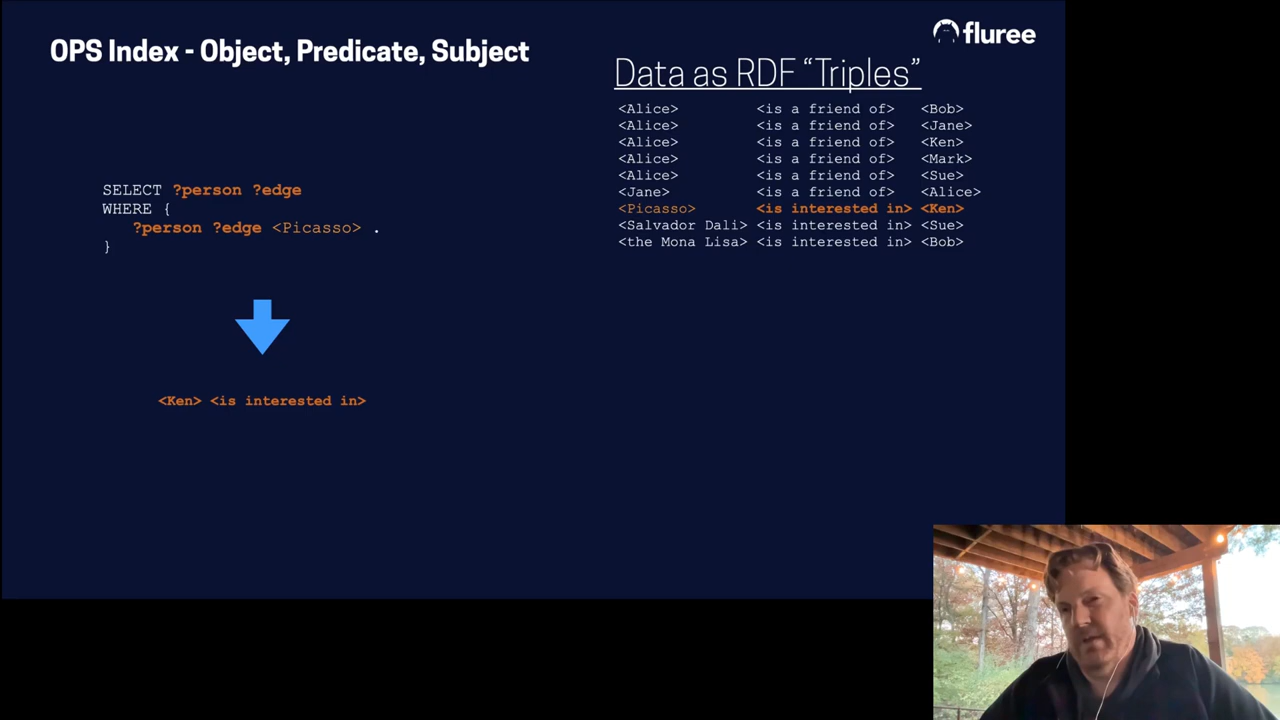 OPS Index - Object, Predicate, Subject
fluree
Data as RDF “Triples”
<Alice> <is a friend of> <Bob>
<Alice> <is a friend of> <Jane>
<Alice> <is a friend of> <Ken>
<Alice> <is a friend of> <Mark>
<Alice> <is a friend of> <Sue>
<Jane> <is a friend of> <Alice>
<Picasso> <is interested in> <Ken>
<Salvador Dali> <is interested in> <Sue>
<the Mona Lisa> <is interested in> <Bob>
SELECT ?person ?edge
WHERE {
?person ?edge <Picasso> .
}
<Ken> <is interested in>